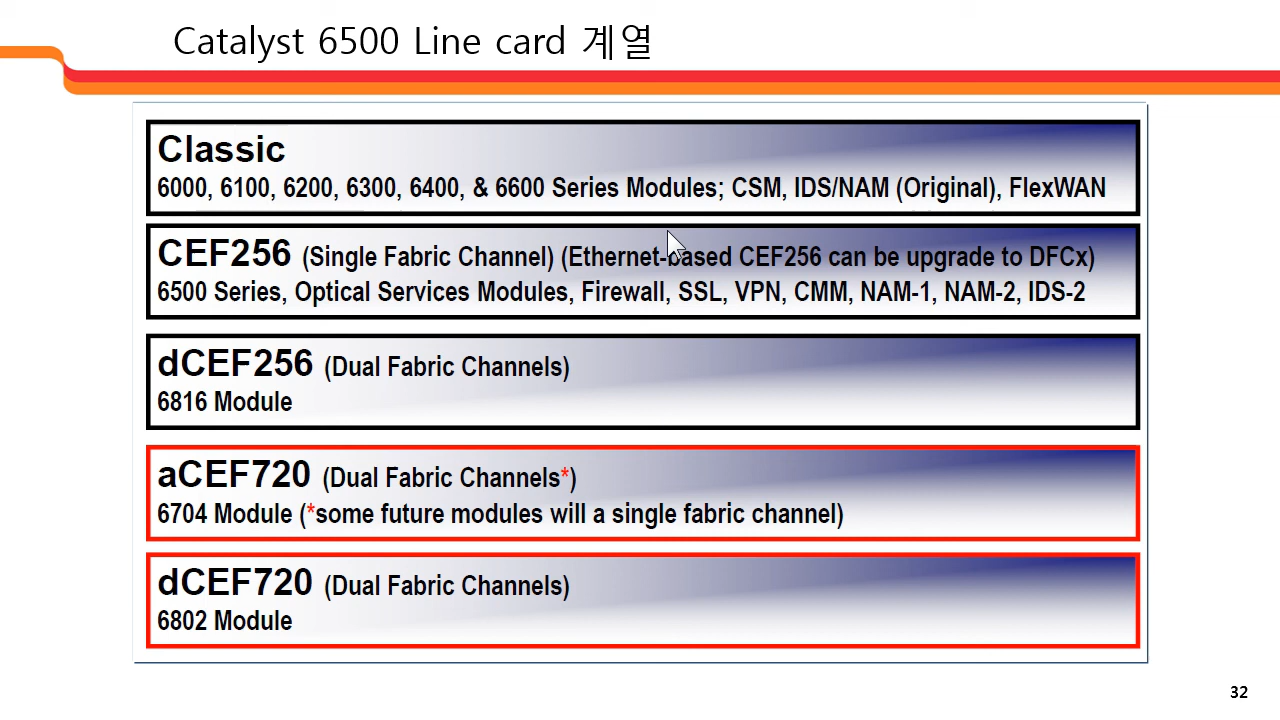 Catalyst 6500 Line card 계열
Classic
6000, 6100, 6200, 6300, 6400, & 6600 Series Modules; CSM, IDS/NAM (Original), FlexWAN
CEF256 (Single Fabric Channel) (Ethernet-based CEF256 can be upgrade to DFCx)
6500 Series, Optical Services Modules, Firewall, SSL, VPN, CMM, NAM-1, NAM-2, IDS-2
dCEF256 (Dual Fabric Channels)
6816 Module
aCEF720 (Dual Fabric Channels*)
6704 Module (*some future modules will a single fabric channel)
dCEF720 (Dual Fabric Channels)
6802 Module
32